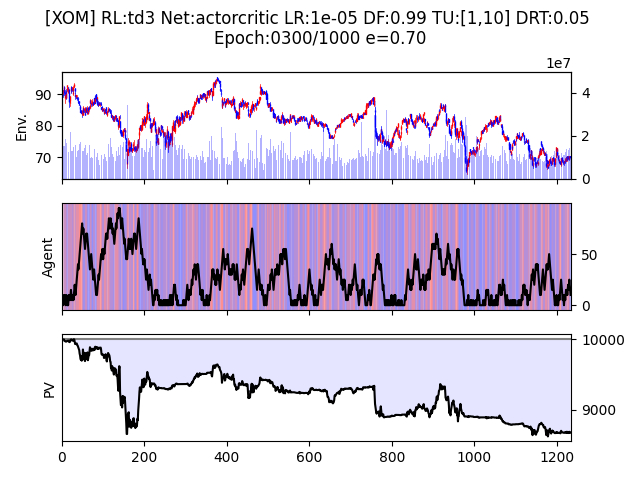 [XOM] RL:td3 Net:actorcritic LR:1e-05 DF:0.99 TU:[1,10] DRT:0.05
Epoch:0300/1000 e=0.70
1e7
Env.
90
80
70
4
2
0
Agent
50
0
PV
10000
9000
0
200
400
600
800
1000
1200